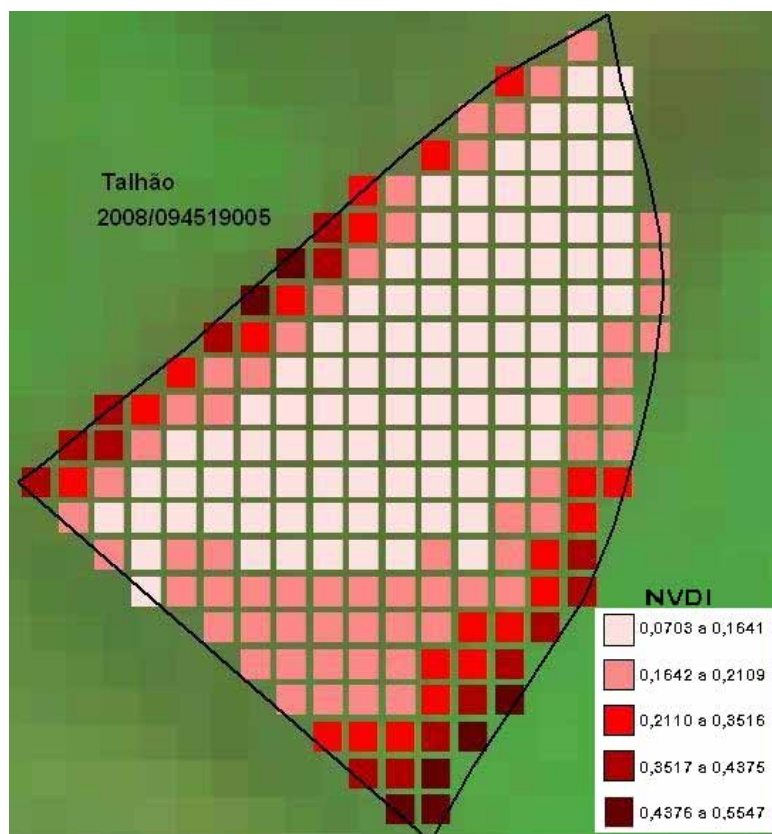 Talhão
2008/094519005
NVDI
0,0703 a 0,1641
0,1642 a 0,2109
0,2110 a 0,3516
0,3517 a 0,4375
0,4376 a 0,5547